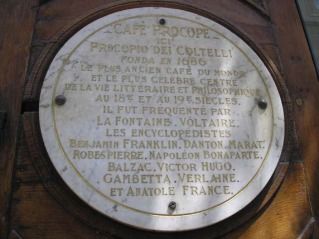 CAFÉ PROCOPE
ICI
PROCOPIO DEI COLTELLI
FONDA EN 1686
LE PLUS ANCIEN CAFÉ DU MONDE
ET LE PLUS CÉLÈBRE CENTRE
DE LA VIE LITTÉRAIRE ET PHILOSOPHIQUE
AU 18E ET AU 19E SIÈCLES.
IL FUT FRÉQUENTÉ PAR
LA FONTAINE, VOLTAIRE.
LES ENCYCLOPÉDISTES
BENJAMIN FRANKLIN, DANTON, MARAT,
ROBESPIERRE, NAPOLÉON BONAPARTE,
BALZAC, VICTOR HUGO,
GAMBETTA, VERLAINE,
ET ANATOLE FRANCE.